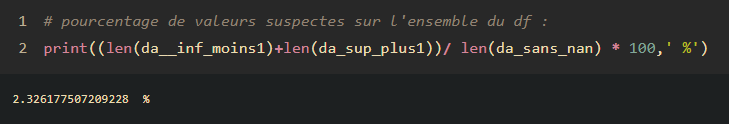 1 # pourcentage de valeurs suspectes sur l'ensemble du df :
2 print((len(da__inf_moins1)+len(da_sup_plus1))/ len(da_sans_nan) * 100,' %')
2.326177507209228  %